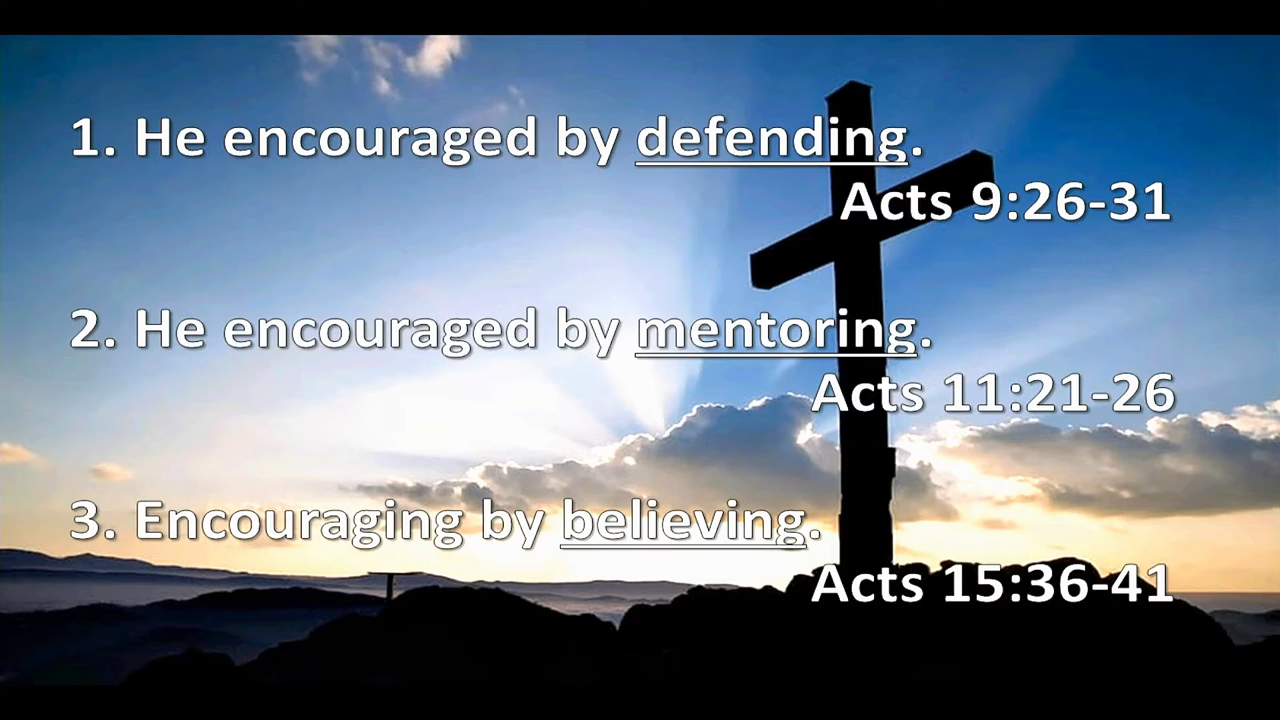 1. He encouraged by defending.
Acts 9:26-31
2. He encouraged by mentoring.
Acts 11:21-26
3. Encouraging by believing.
Acts 15:36-41